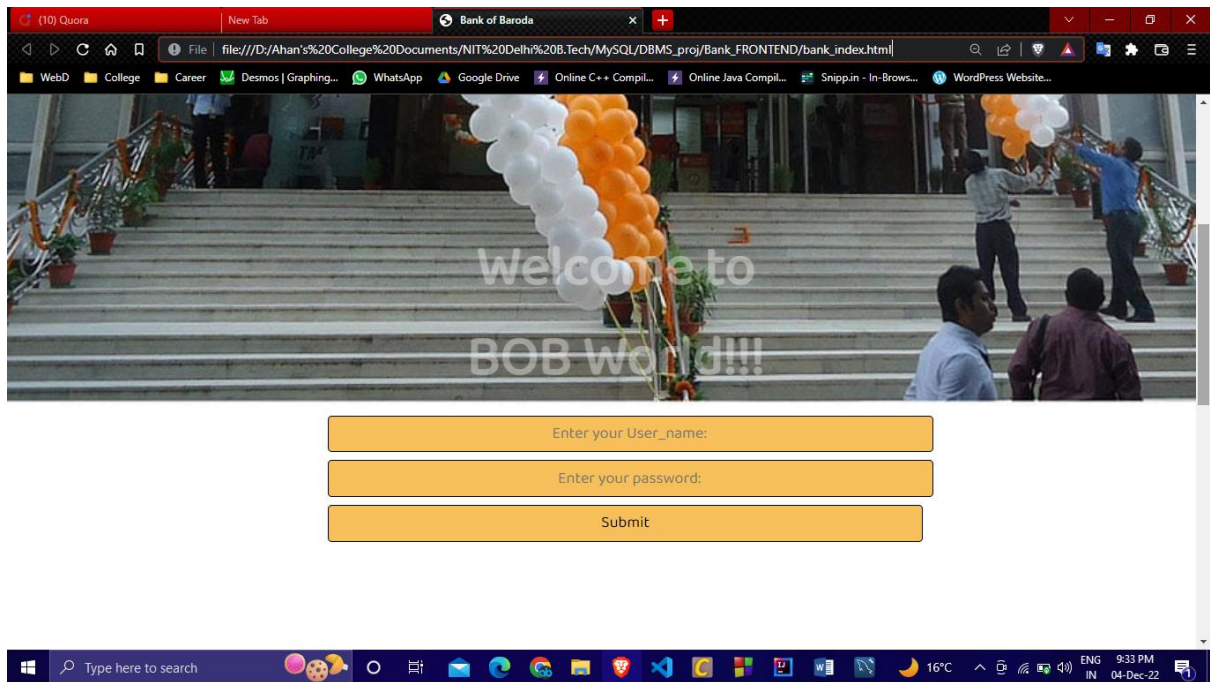 (10) Quora
New Tab
Bank of Baroda
File
file:///D:/Ahan's%20College%20Documents/NIT%20Delhi%20B.Tech/MySQL/DBMS_proj/Bank_FRONTEND/bank_index.html
WebD
College
Career
Desmos | Graphing...
WhatsApp
Google Drive
Online C++ Compil...
Online Java Compil...
Snipp.in - In-Brows...
WordPress Website...
Welcome to
BOB World!!!
Enter your User_name:
Enter your password:
Submit
Type here to search
16°C
ENG
IN
9:33 PM
04-Dec-22
1